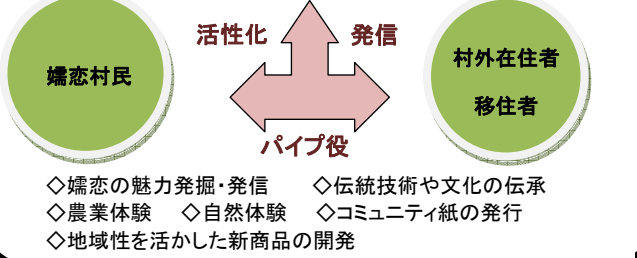 活性化
発信
嬬恋村民
村外在住者
移住者
パイプ役
◇嬬恋の魅力発掘・発信　◇伝統技術や文化の伝承
◇農業体験　◇自然体験　◇コミュニティ紙の発行
◇地域性を活かした新商品の開発